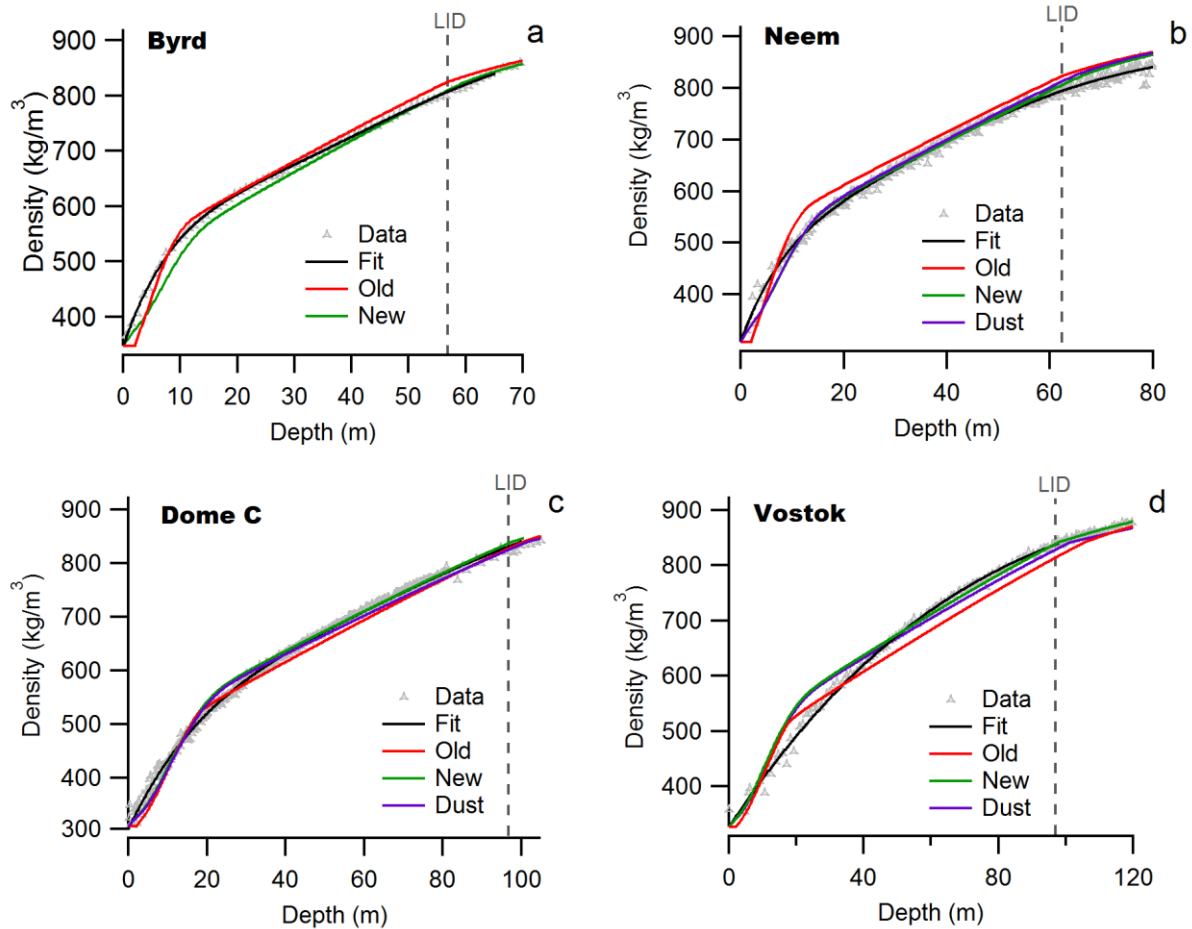 LID
Byrd
a
900
800
700
600
500
400
Density (kg/m³)
Data
Fit
Old
New
0 10 20 30 40 50 60 70
Depth (m)
LID
Neem
b
900
800
700
600
500
400
Density (kg/m³)
Data
Fit
Old
New
Dust
0 20 40 60 80
Depth (m)
LID
Dome C
c
900
800
700
600
500
400
300
Density (kg/m³)
Data
Fit
Old
New
Dust
0 20 40 60 80 100
Depth (m)
LID
Vostok
d
900
800
700
600
500
400
Density (kg/m³)
Data
Fit
Old
New
Dust
0 40 80 120
Depth (m)